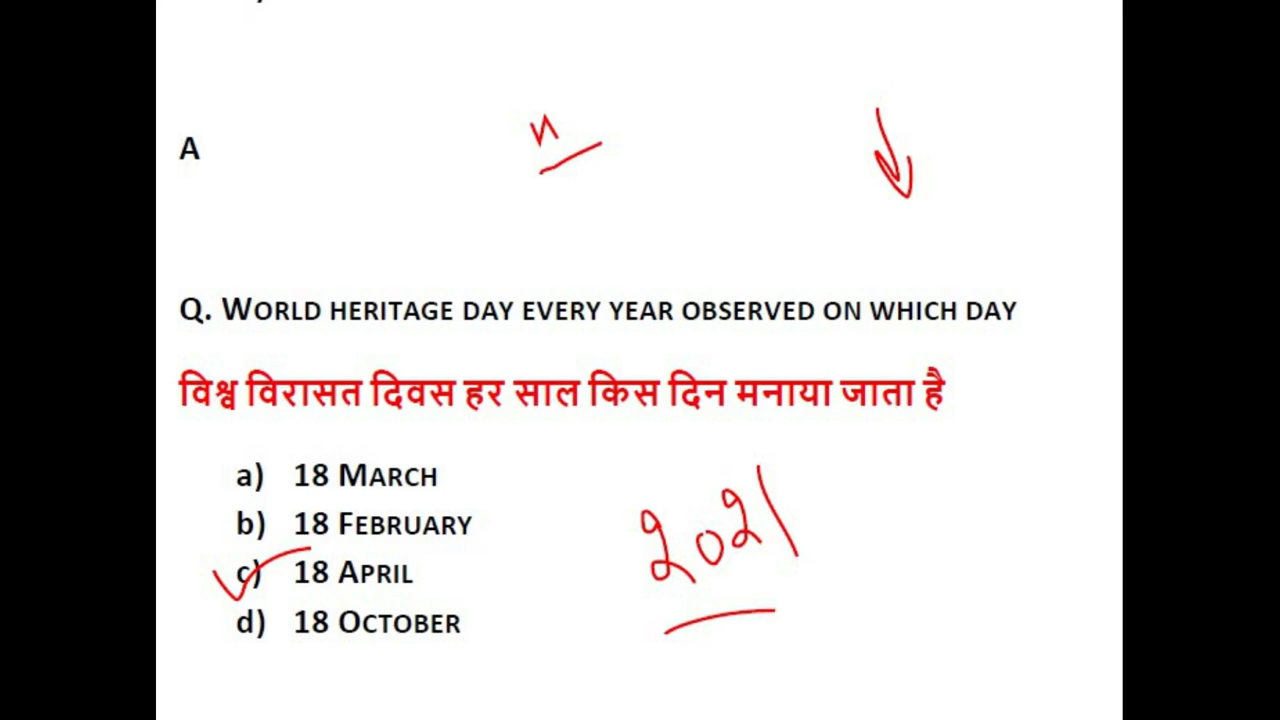 A
Q. WORLD HERITAGE DAY EVERY YEAR OBSERVED ON WHICH DAY
विश्व विरासत दिवस हर साल किस दिन मनाया जाता है
a) 18 MARCH
b) 18 FEBRUARY
c) 18 APRIL
d) 18 OCTOBER
2021